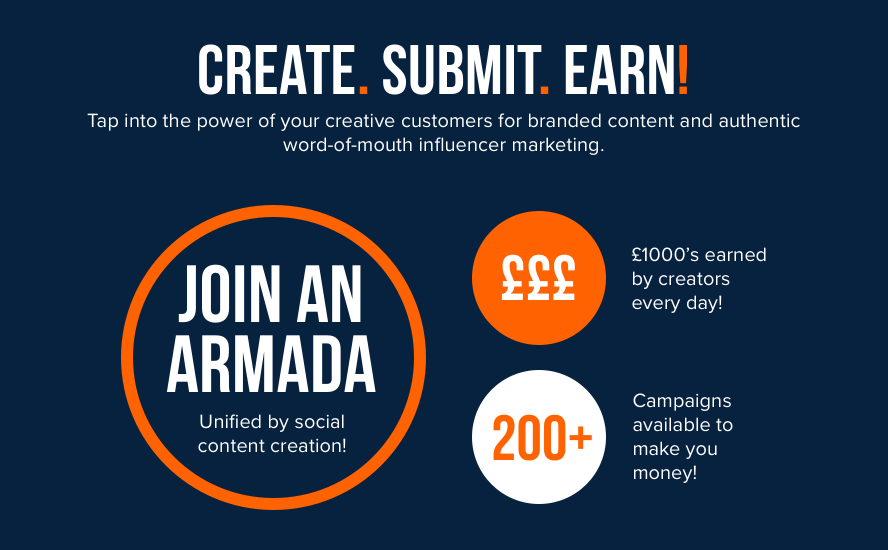 CREATE. SUBMIT. EARN!
Tap into the power of your creative customers for branded content and authentic
word-of-mouth influencer marketing.
JOIN AN
ARMADA
Unified by social
content creation!
£££
£1000’s earned
by creators
every day!
200+
Campaigns
available to
make you
money!